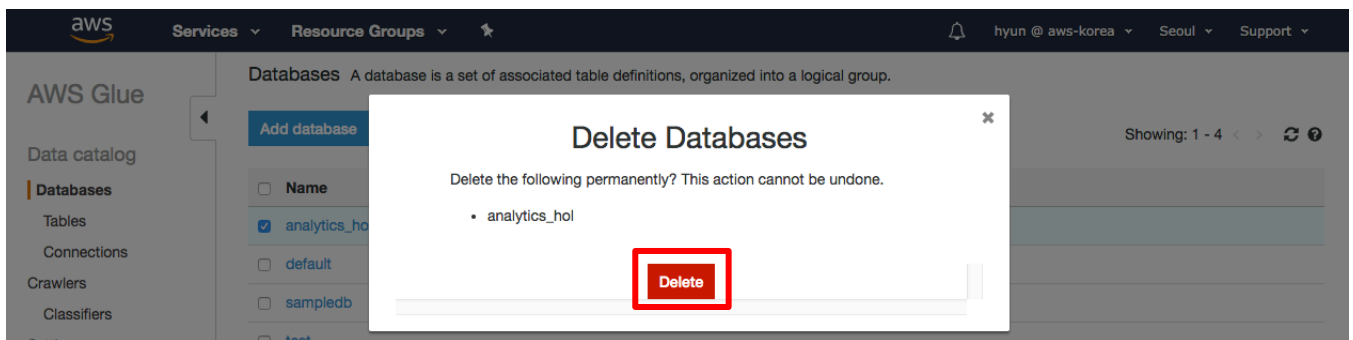 aws Services Resource Groups hyun @ aws-korea Seoul Support
AWS Glue
Data catalog
Databases
Tables
Connections
Crawlers
Classifiers
Databases A database is a set of associated table definitions, organized into a logical group.
Add database
Showing: 1 - 4
Name
analytics_ho
default
sampledb
test
Delete Databases
Delete the following permanently? This action cannot be undone.
• analytics_hol
Delete